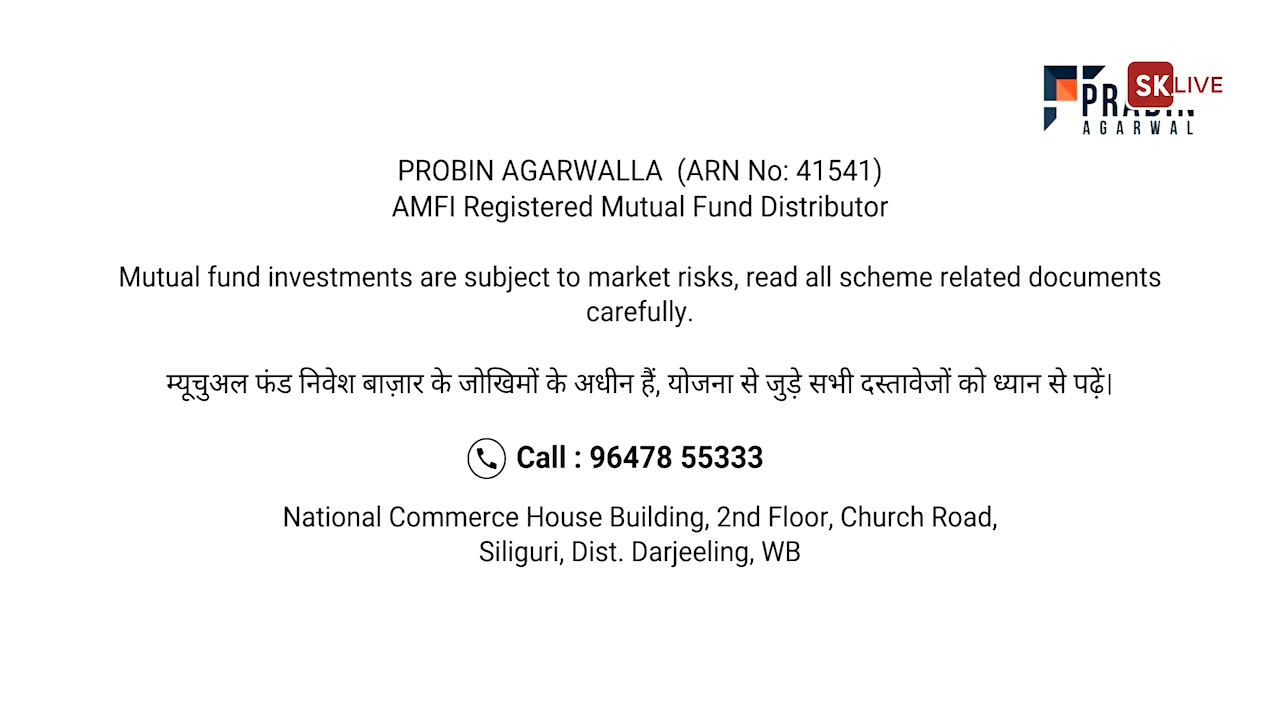 SK LIVE
AGARWAL
PROBIN AGARWALLA (ARN No: 41541)
AMFI Registered Mutual Fund Distributor
Mutual fund investments are subject to market risks, read all scheme related documents
carefully.
म्यूचुअल फंड निवेश बाज़ार के जोखिमों के अधीन हैं, योजना से जुड़े सभी दस्तावेजों को ध्यान से पढ़ें।
Call : 96478 55333
National Commerce House Building, 2nd Floor, Church Road,
Siliguri, Dist. Darjeeling, WB